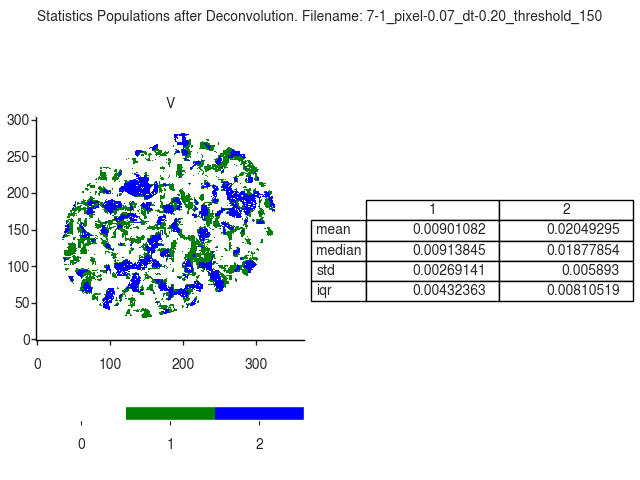 Statistics Populations after Deconvolution. Filename: 7-1_pixel-0.07_dt-0.20_threshold_150
V
300
250
200
150
100
50
0
0 100 200 300
0 1 2
1 2
mean 0.00901082 0.02049295
median 0.00913845 0.01877854
std 0.00269141 0.005893
iqr 0.00432363 0.00810519